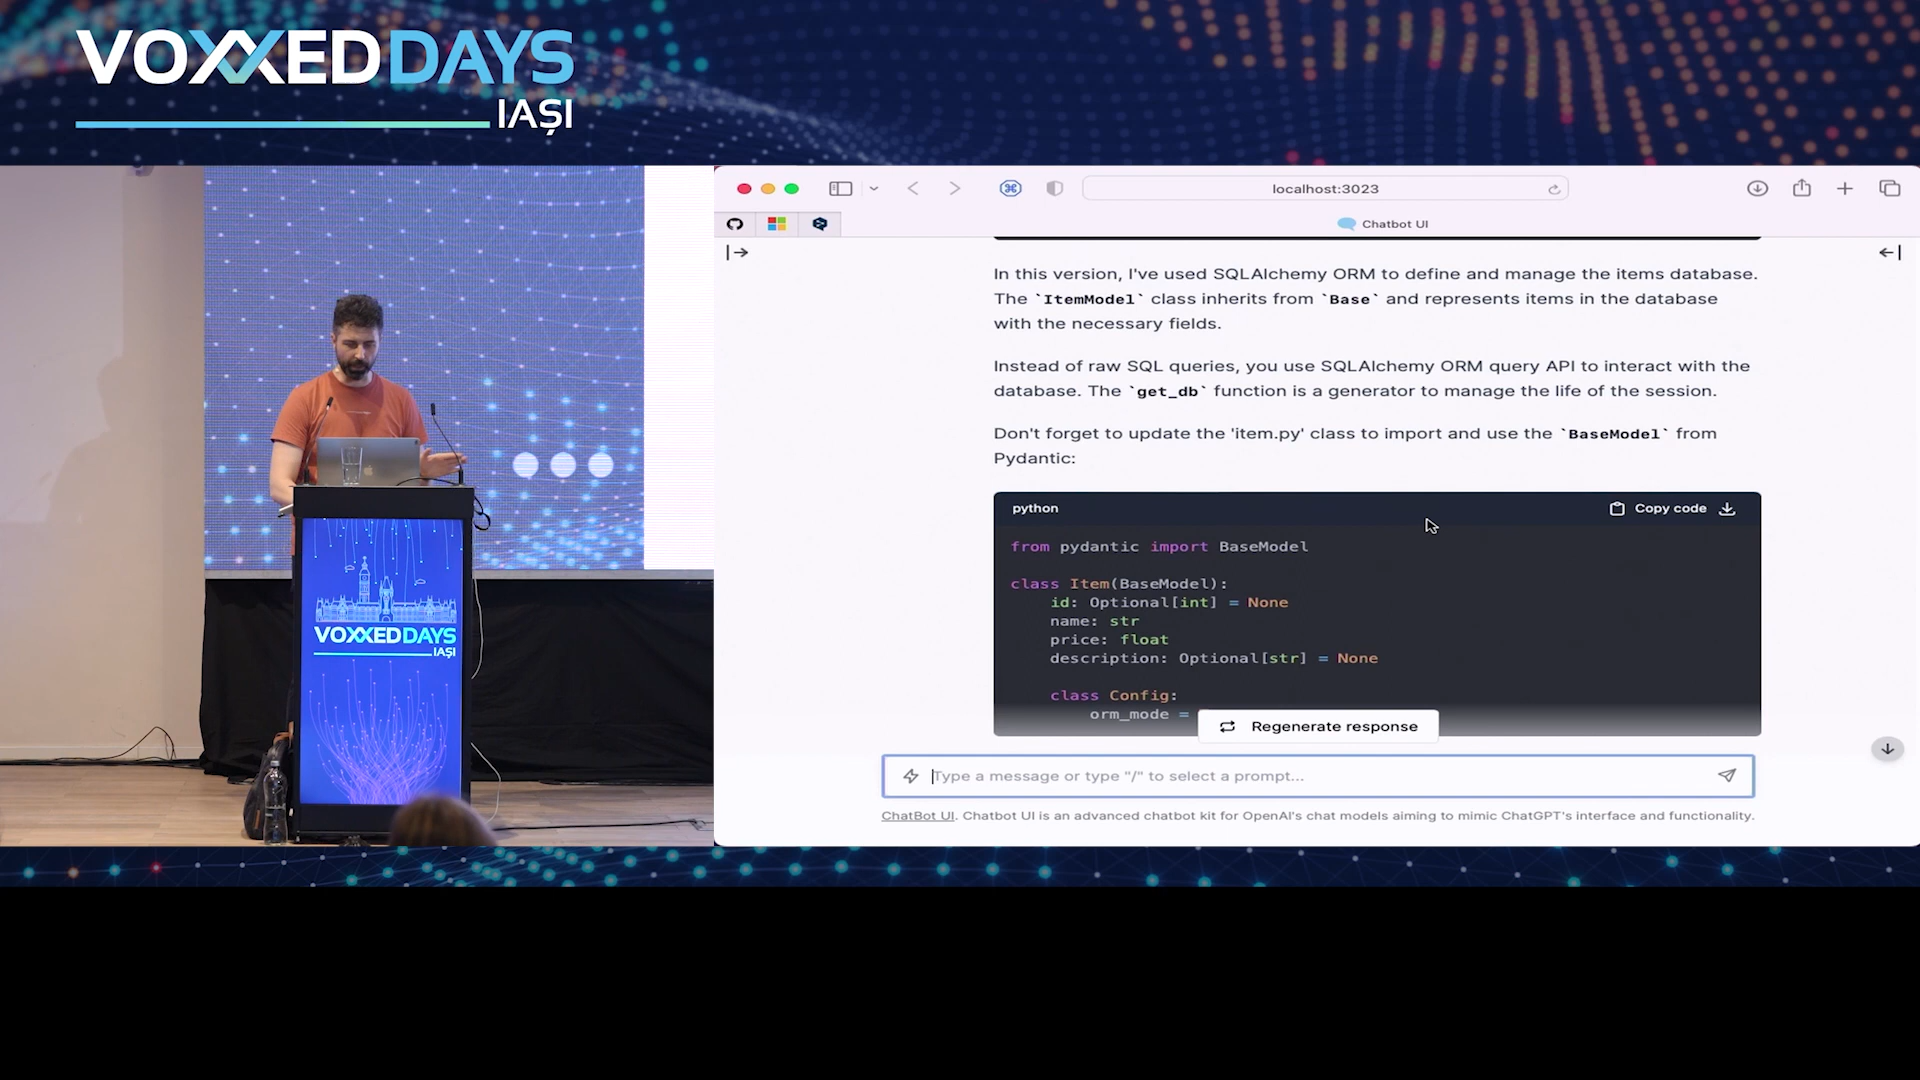 VOXXEDDAYS
IAȘI
localhost:3023
Chatbot UI
In this version, I've used SQLAlchemy ORM to define and manage the items database.
The `ItemModel` class inherits from `Base` and represents items in the database
with the necessary fields.
Instead of raw SQL queries, you use SQLAlchemy ORM query API to interact with the
database. The `get_db` function is a generator to manage the life of the session.
Don't forget to update the 'item.py' class to import and use the `BaseModel` from
Pydantic:
python
Copy code
from pydantic import BaseModel
class Item(BaseModel):
id: Optional[int] = None
name: str
price: float
description: Optional[str] = None
class Config:
orm_mode =
Regenerate response
Type a message or type "/" to select a prompt...
ChatBot UI. Chatbot UI is an advanced chatbot kit for OpenAI's chat models aiming to mimic ChatGPT's interface and functionality.
VOXXEDDAYS
IAȘI